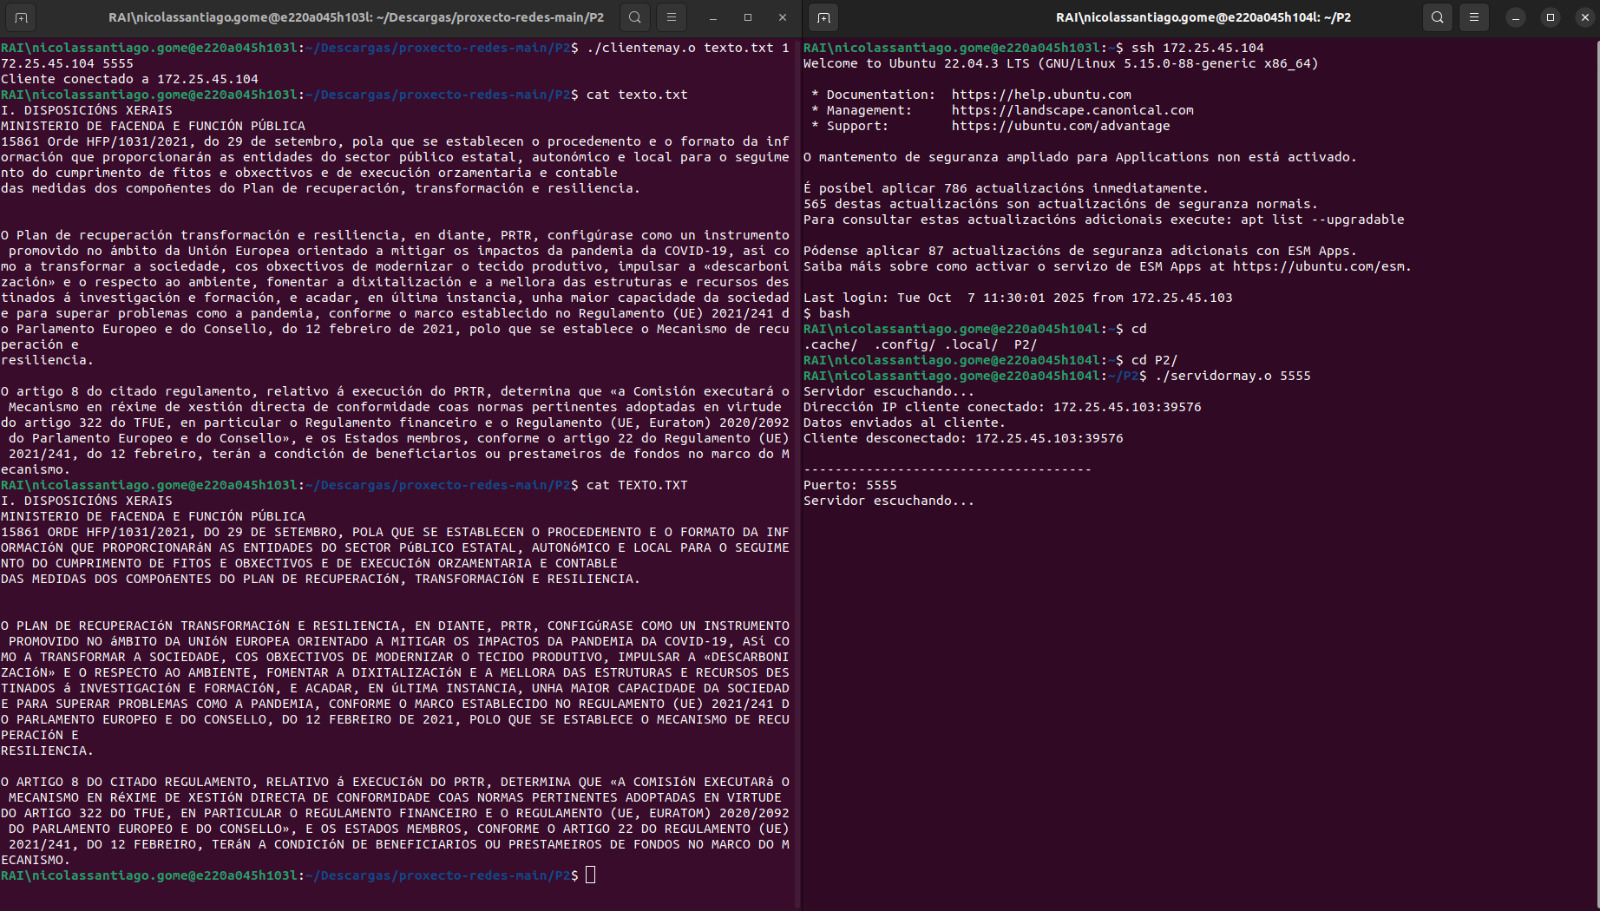 RAI\nicolassantiago.gome@e220a045h103l: ~/Descargas/proxecto-redes-main/P2
RAI\nicolassantiago.gome@e220a045h103l:~/Descargas/proxecto-redes-main/P2$ ./clientemay.o texto.txt 1
72.25.45.104 5555
Cliente conectado a 172.25.45.104
RAI\nicolassantiago.gome@e220a045h103l:~/Descargas/proxecto-redes-main/P2$ cat texto.txt
I. DISPOSICIÓNS XERAIS
MINISTERIO DE FACENDA E FUNCIÓN PÚBLICA
15861 Orde HFP/1031/2021, do 29 de setembro, pola que se establecen o procedemento e o formato da inf
ormación que proporcionarán as entidades do sector público estatal, autonómico e local para o seguime
nto do cumprimento de fitos e obxectivos e de execución orzamentaria e contable
das medidas dos compoñentes do Plan de recuperación, transformación e resiliencia.
O Plan de recuperación transformación e resiliencia, en diante, PRTR, configúrase como un instrumento
 promovido no ámbito da Unión Europea orientado a mitigar os impactos da pandemia da COVID-19, así co
mo a transformar a sociedade, cos obxectivos de modernizar o tecido produtivo, impulsar a «descarboni
zación» e o respecto ao ambiente, fomentar a dixitalización e a mellora das estruturas e recursos des
tinados á investigación e formación, e acadar, en última instancia, unha maior capacidade da sociedad
e para superar problemas como a pandemia, conforme o marco establecido no Regulamento (UE) 2021/241 d
o Parlamento Europeo e do Consello, do 12 febreiro de 2021, polo que se establece o Mecanismo de recu
peración e
resiliencia.
O artigo 8 do citado regulamento, relativo á execución do PRTR, determina que «a Comisión executará o
 Mecanismo en réxime de xestión directa de conformidade coas normas pertinentes adoptadas en virtude
do artigo 322 do TFUE, en particular o Regulamento financeiro e o Regulamento (UE, Euratom) 2020/2092
 do Parlamento Europeo e do Consello», e os Estados membros, conforme o artigo 22 do Regulamento (UE)
 2021/241, do 12 febreiro, terán a condición de beneficiarios ou prestameiros de fondos no marco do M
ecanismo.
RAI\nicolassantiago.gome@e220a045h103l:~/Descargas/proxecto-redes-main/P2$ cat TEXTO.TXT
I. DISPOSICIÓNS XERAIS
MINISTERIO DE FACENDA E FUNCIÓN PÚBLICA
15861 ORDE HFP/1031/2021, DO 29 DE SETEMBRO, POLA QUE SE ESTABLECEN O PROCEDEMENTO E O FORMATO DA INF
ORMACIóN QUE PROPORCIONARáN AS ENTIDADES DO SECTOR PúBLICO ESTATAL, AUTONóMICO E LOCAL PARA O SEGUIME
NTO DO CUMPRIMENTO DE FITOS E OBXECTIVOS E DE EXECUCIóN ORZAMENTARIA E CONTABLE
DAS MEDIDAS DOS COMPOñENTES DO PLAN DE RECUPERACIóN, TRANSFORMACIóN E RESILIENCIA.
O PLAN DE RECUPERACIóN TRANSFORMACIóN E RESILIENCIA, EN DIANTE, PRTR, CONFIGúRASE COMO UN INSTRUMENTO
 PROMOVIDO NO áMBITO DA UNIóN EUROPEA ORIENTADO A MITIGAR OS IMPACTOS DA PANDEMIA DA COVID-19, ASí CO
MO A TRANSFORMAR A SOCIEDADE, COS OBXECTIVOS DE MODERNIZAR O TECIDO PRODUTIVO, IMPULSAR A «DESCARBONI
ZACIóN» E O RESPECTO AO AMBIENTE, FOMENTAR A DIXITALIZACIóN E A MELLORA DAS ESTRUTURAS E RECURSOS DES
TINADOS á INVESTIGACIóN E FORMACIóN, E ACADAR, EN úLTIMA INSTANCIA, UNHA MAIOR CAPACIDADE DA SOCIEDAD
E PARA SUPERAR PROBLEMAS COMO A PANDEMIA, CONFORME O MARCO ESTABLECIDO NO REGULAMENTO (UE) 2021/241 D
O PARLAMENTO EUROPEO E DO CONSELLO, DO 12 FEBREIRO DE 2021, POLO QUE SE ESTABLECE O MECANISMO DE RECU
PERACIóN E
RESILIENCIA.
O ARTIGO 8 DO CITADO REGULAMENTO, RELATIVO á EXECUCIóN DO PRTR, DETERMINA QUE «A COMISIóN EXECUTARá O
 MECANISMO EN RéXIME DE XESTIóN DIRECTA DE CONFORMIDADE COAS NORMAS PERTINENTES ADOPTADAS EN VIRTUDE
DO ARTIGO 322 DO TFUE, EN PARTICULAR O REGULAMENTO FINANCEIRO E O REGULAMENTO (UE, EURATOM) 2020/2092
 DO PARLAMENTO EUROPEO E DO CONSELLO», E OS ESTADOS MEMBROS, CONFORME O ARTIGO 22 DO REGULAMENTO (UE)
 2021/241, DO 12 FEBREIRO, TERáN A CONDICIóN DE BENEFICIARIOS OU PRESTAMEIROS DE FONDOS NO MARCO DO M
ECANISMO.
RAI\nicolassantiago.gome@e220a045h103l:~/Descargas/proxecto-redes-main/P2$
RAI\nicolassantiago.gome@e220a045h104l: ~/P2
RAI\nicolassantiago.gome@e220a045h103l:~$ ssh 172.25.45.104
Welcome to Ubuntu 22.04.3 LTS (GNU/Linux 5.15.0-88-generic x86_64)
 * Documentation:  https://help.ubuntu.com
 * Management:     https://landscape.canonical.com
 * Support:        https://ubuntu.com/advantage
O mantemento de seguranza ampliado para Applications non está activado.
É posíbel aplicar 786 actualizacións inmediatamente.
565 destas actualizacións son actualizacións de seguranza normais.
Para consultar estas actualizacións adicionais execute: apt list --upgradable
Pódense aplicar 87 actualizacións de seguranza adicionais con ESM Apps.
Saiba máis sobre como activar o servizo de ESM Apps at https://ubuntu.com/esm.
Last login: Tue Oct  7 11:30:01 2025 from 172.25.45.103
$ bash
RAI\nicolassantiago.gome@e220a045h104l:~$ cd
.cache/  .config/ .local/  P2/
RAI\nicolassantiago.gome@e220a045h104l:~$ cd P2/
RAI\nicolassantiago.gome@e220a045h104l:~/P2$ ./servidormay.o 5555
Servidor escuchando...
Dirección IP cliente conectado: 172.25.45.103:39576
Datos enviados al cliente.
Cliente desconectado: 172.25.45.103:39576
-------------------------------------
Puerto: 5555
Servidor escuchando...